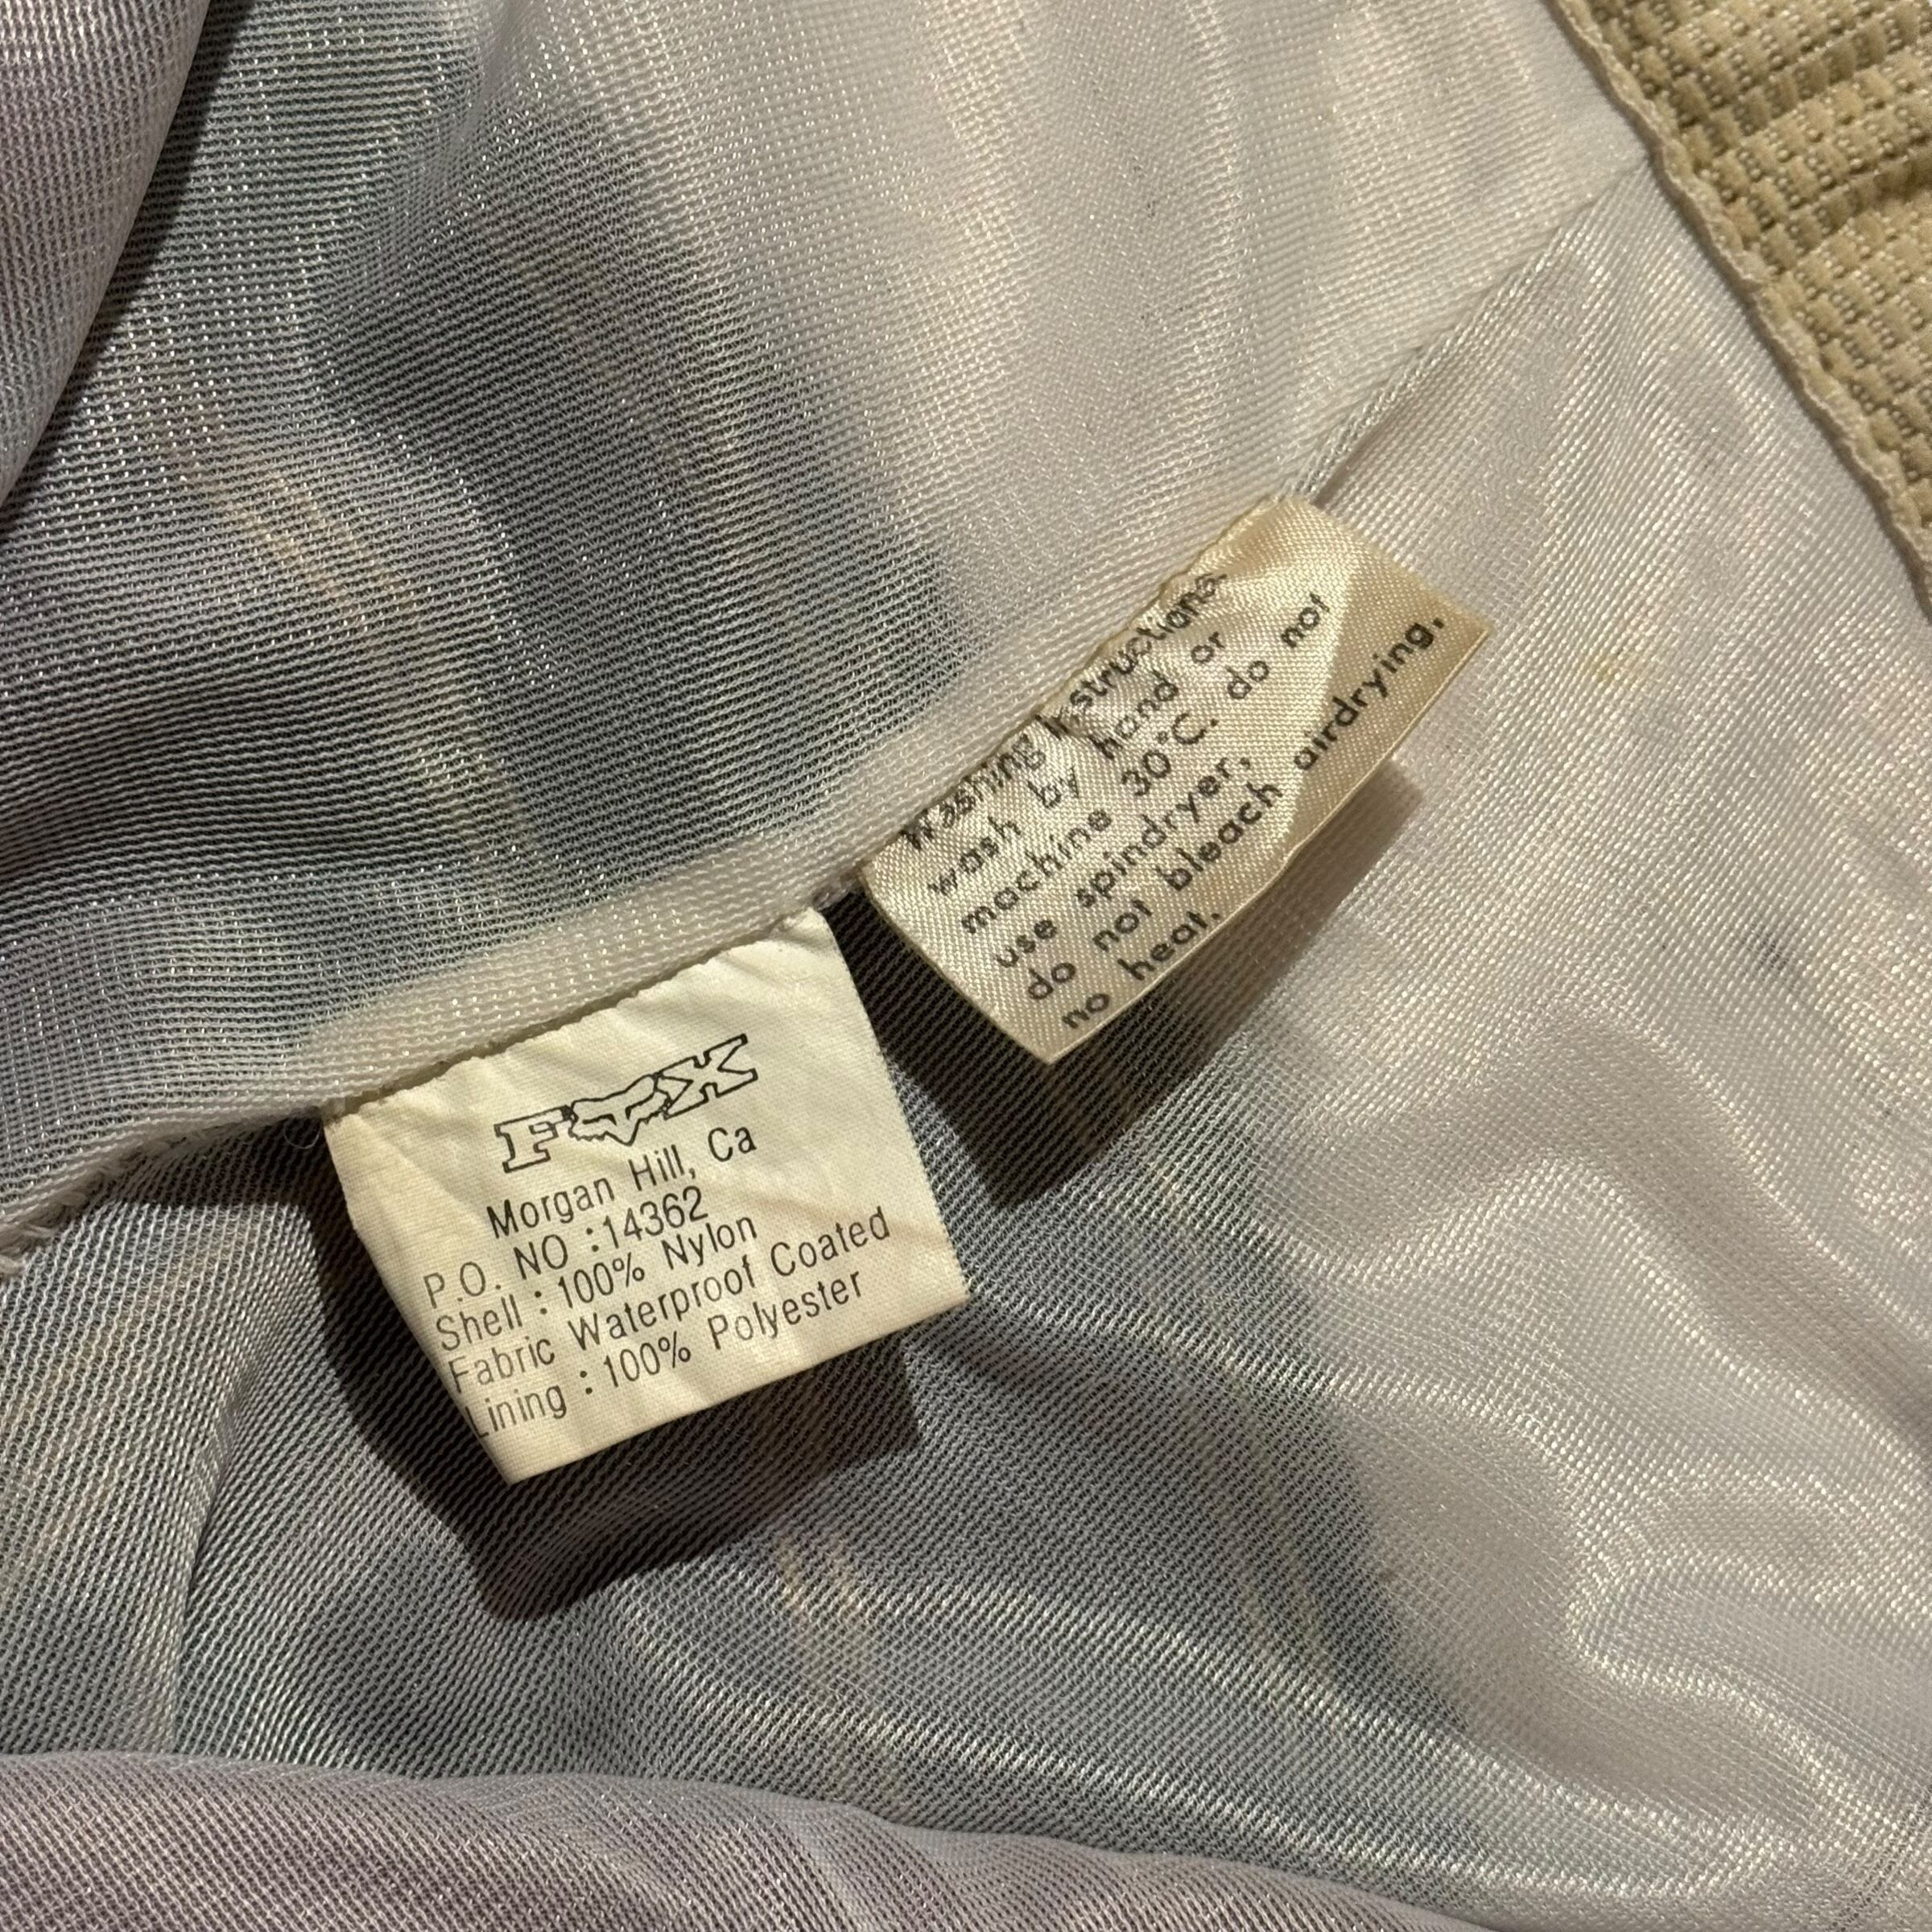 Washing Instructions
wash by hand or
machine 30°C. do not
use spindryer,
do not bleach airdrying,
no heat.
FOX
Morgan Hill, Ca
P.O. NO :14362
Shell : 100% Nylon
Fabric Waterproof Coated
Lining : 100% Polyester